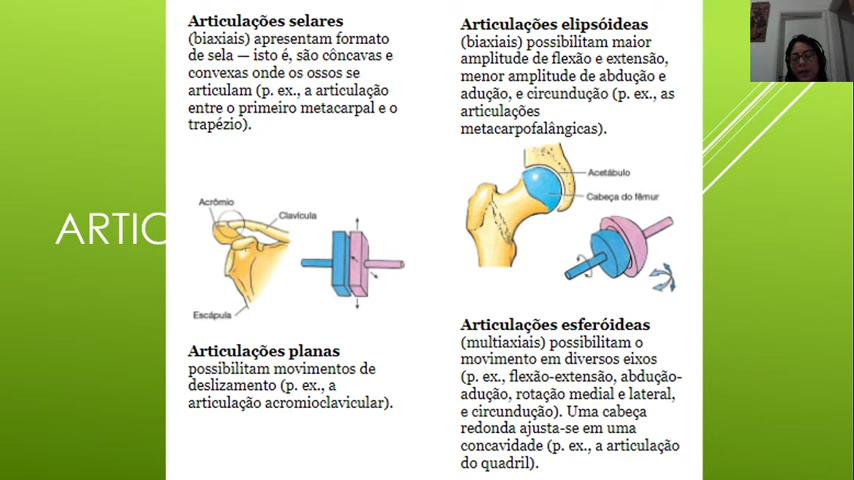 Articulações selares
(biaxiais) apresentam formato
de sela — isto é, são côncavas e
convexas onde os ossos se
articulam (p. ex., a articulação
entre o primeiro metacarpal e o
trapézio).
Articulações elipsóideas
(biaxiais) possibilitam maior
amplitude de flexão e extensão,
menor amplitude de abdução e
adução, e circundução (p. ex., as
articulações
metacarpofalângicas).
ARTIC
Acrômio
Clavícula
Escápula
Acetábulo
Cabeça do fêmur
Articulações planas
possibilitam movimentos de
deslizamento (p. ex., a
articulação acromioclavicular).
Articulações esferóideas
(multiaxiais) possibilitam o
movimento em diversos eixos
(p. ex., flexão-extensão, abdução-
adução, rotação medial e lateral,
e circundução). Uma cabeça
redonda ajusta-se em uma
concavidade (p. ex., a articulação
do quadril).